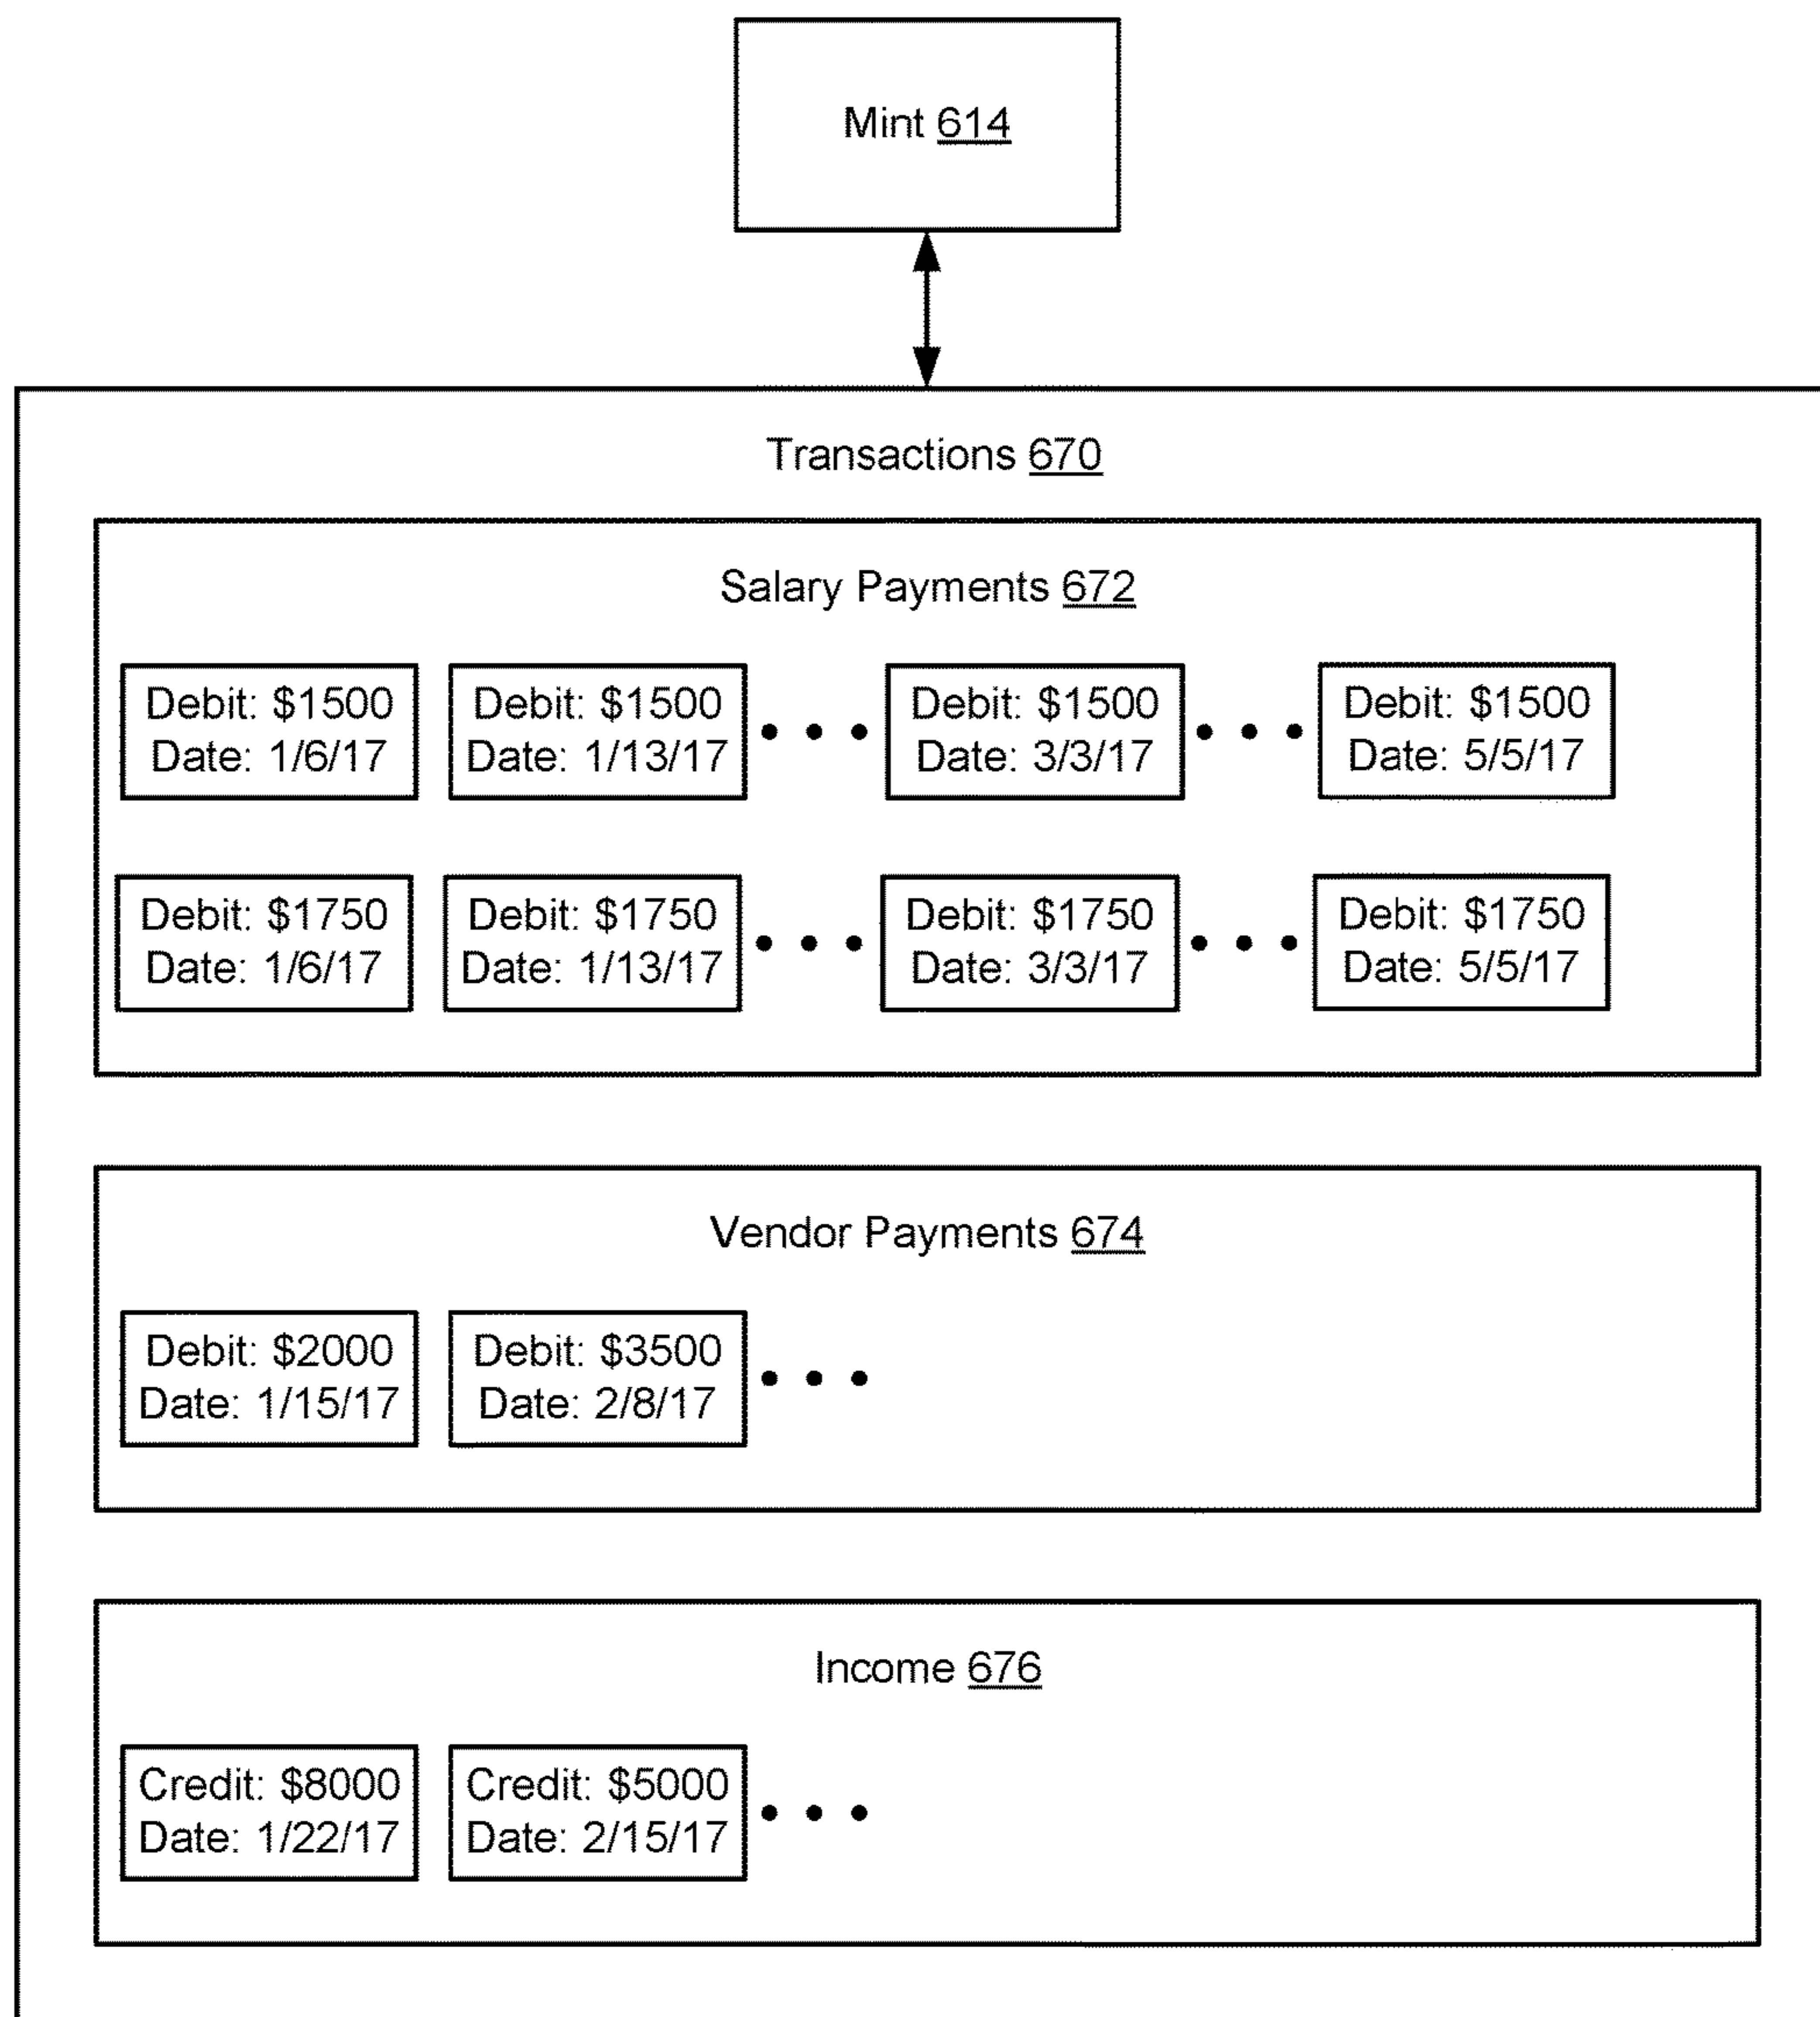 Mint 614
Transactions 670
Salary Payments 672
Debit: $1500
Date: 1/6/17
Debit: $1500
Date: 1/13/17
• • •
Debit: $1500
Date: 3/3/17
• • •
Debit: $1500
Date: 5/5/17
Debit: $1750
Date: 1/6/17
Debit: $1750
Date: 1/13/17
• • •
Debit: $1750
Date: 3/3/17
• • •
Debit: $1750
Date: 5/5/17
Vendor Payments 674
Debit: $2000
Date: 1/15/17
Debit: $3500
Date: 2/8/17
• • •
Income 676
Credit: $8000
Date: 1/22/17
Credit: $5000
Date: 2/15/17
• • •